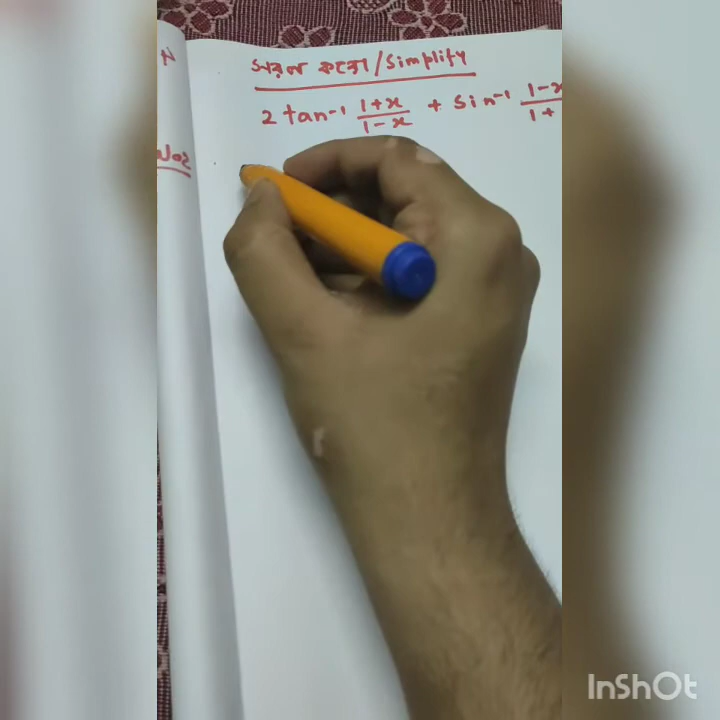 সরল করো/Simplify
2 tan⁻¹ (1+x)/(1-x) + sin⁻¹ (1-x)/(1+
InShOt